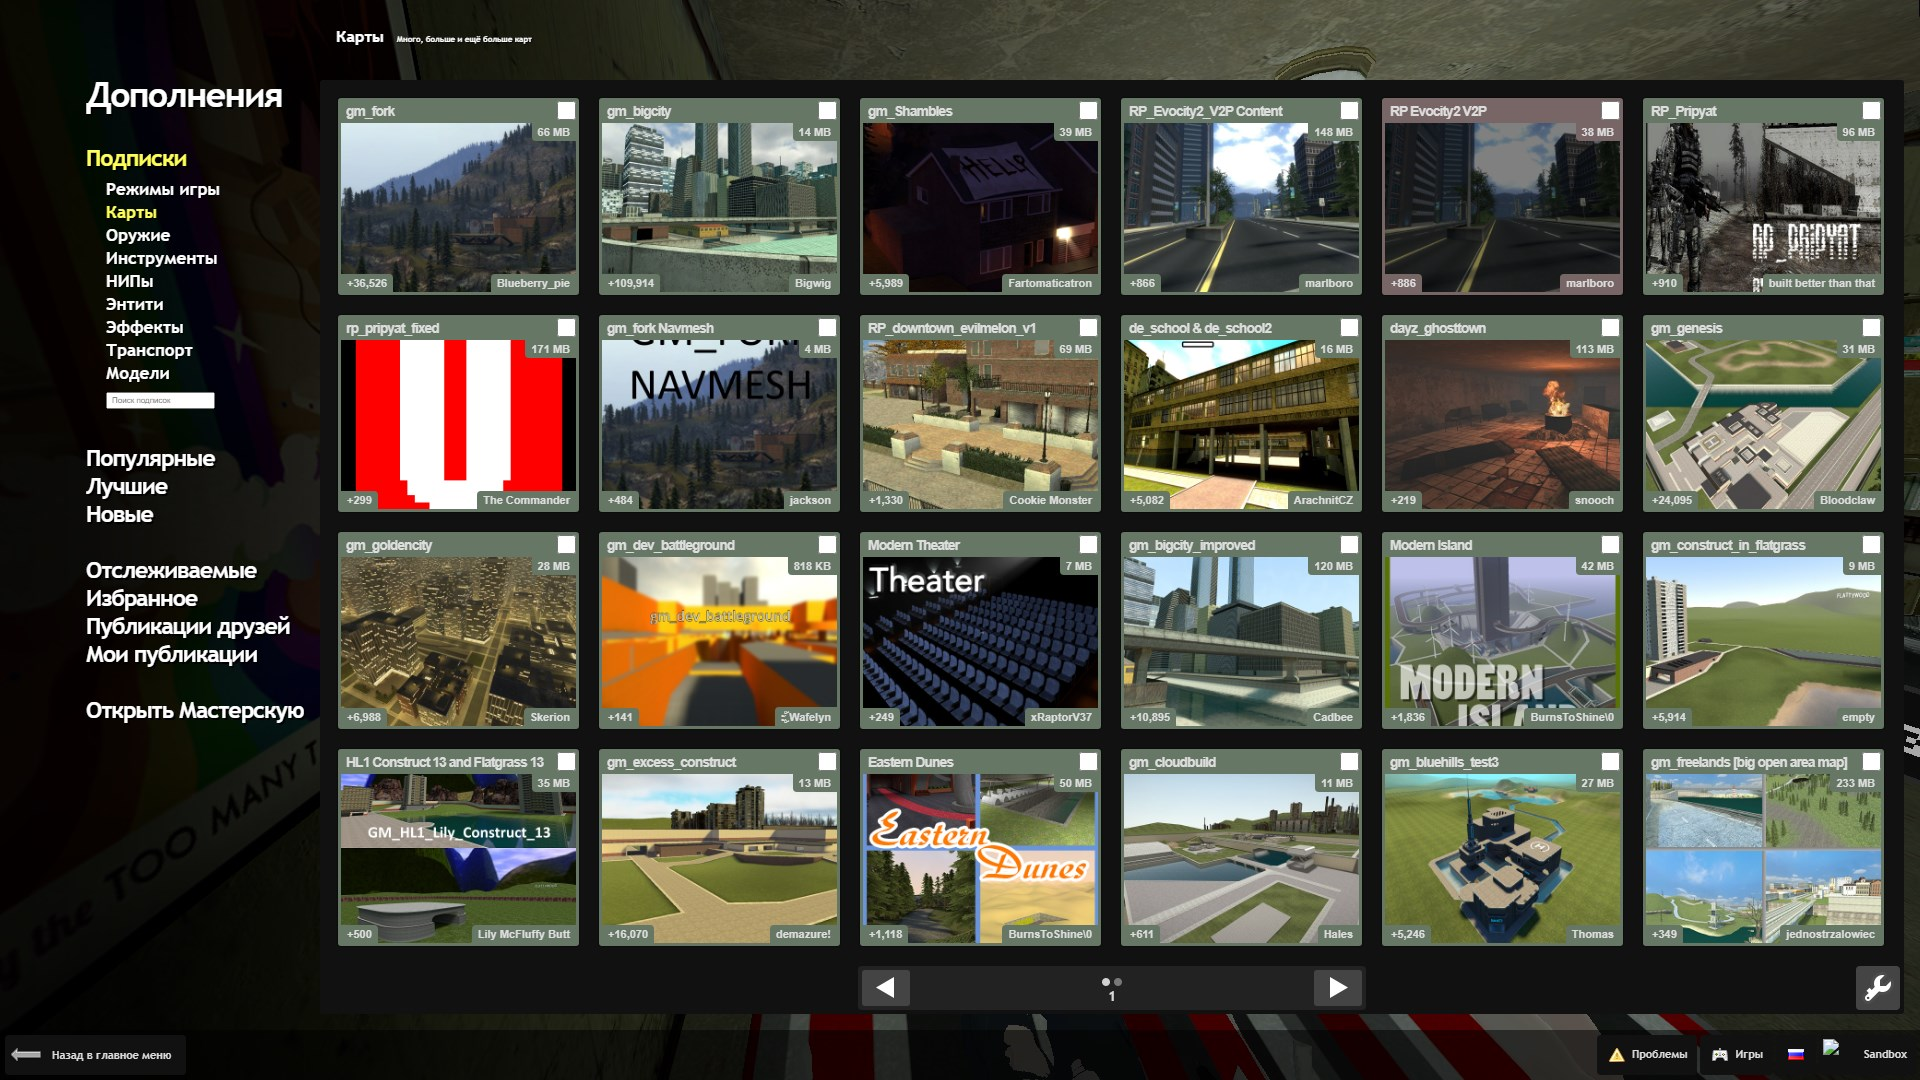 Карты
Много, больше и ещё больше карт
Дополнения
Подписки
Режимы игры
Карты
Оружие
Инструменты
НИПы
Энтити
Эффекты
Транспорт
Модели
Поиск подписок
Популярные
Лучшие
Новые
Отслеживаемые
Избранное
Публикации друзей
Мои публикации
Открыть Мастерскую
gm_fork
66 MB
+36,526
Blueberry_pie
gm_bigcity
14 MB
+109,914
Bigwig
gm_Shambles
39 MB
HELP
+5,989
Fartomaticatron
RP_Evocity2_V2P Content
148 MB
+866
marlboro
RP Evocity2 V2P
38 MB
+886
marlboro
RP_Pripyat
96 MB
RP_PRIPYAT
+910
built better than that
rp_pripyat_fixed
171 MB
+299
The Commander
gm_fork Navmesh
4 MB
GM_FORK
NAVMESH
+484
jackson
RP_downtown_evilmelon_v1
69 MB
+1,330
Cookie Monster
de_school & de_school2
16 MB
+5,082
ArachnitCZ
dayz_ghosttown
113 MB
+219
snooch
gm_genesis
31 MB
+24,095
Bloodclaw
gm_goldencity
28 MB
+6,988
Skerion
gm_dev_battleground
818 KB
gm_dev_battleground
+141
Wafelyn
Modern Theater
7 MB
Theater
+249
xRaptorV37
gm_bigcity_improved
120 MB
+10,895
Cadbee
Modern Island
42 MB
MODERN
ISLAND
+1,836
BurnsToShine\0
gm_construct_in_flatgrass
9 MB
FLATTYWOOD
+5,914
empty
HL1 Construct 13 and Flatgrass 13
35 MB
GM_HL1_Lily_Construct_13
+500
Lily McFluffy Butt
gm_excess_construct
13 MB
+16,070
demazure!
Eastern Dunes
50 MB
Eastern
Dunes
+1,118
BurnsToShine\0
gm_cloudbuild
11 MB
+611
Hales
gm_bluehills_test3
27 MB
+5,246
Thomas
gm_freelands [big open area map]
233 MB
+349
jednostrzalowiec
1
the TOO MANY T
Назад в главное меню
Проблемы
Игры
Sandbox